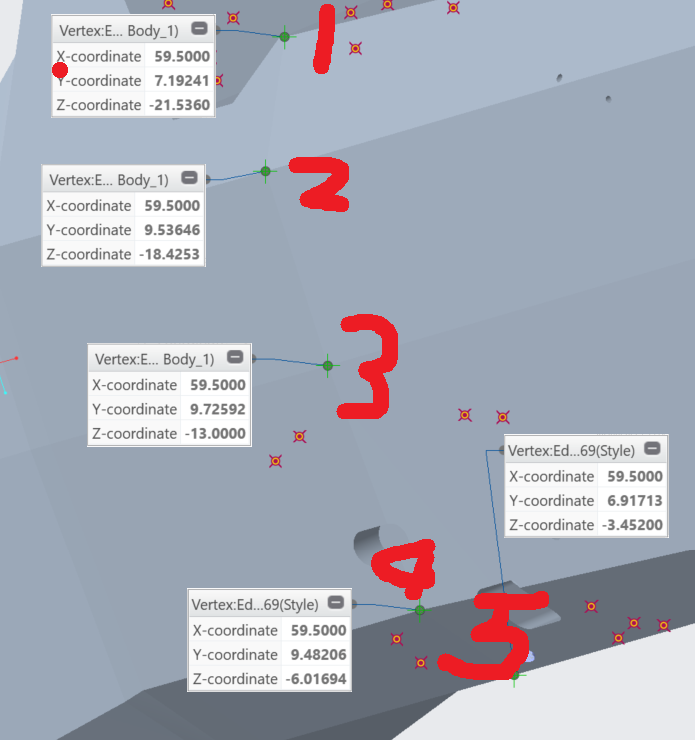 Vertex:E... Body_1)
X-coordinate 59.5000
Y-coordinate 7.19241
Z-coordinate -21.5360
1
Vertex:E... Body_1)
X-coordinate 59.5000
Y-coordinate 9.53646
Z-coordinate -18.4253
2
Vertex:E... Body_1)
X-coordinate 59.5000
Y-coordinate 9.72592
Z-coordinate -13.0000
3
Vertex:Ed...69(Style)
X-coordinate 59.5000
Y-coordinate 6.91713
Z-coordinate -3.45200
4
Vertex:Ed...69(Style)
X-coordinate 59.5000
Y-coordinate 9.48206
Z-coordinate -6.01694
5